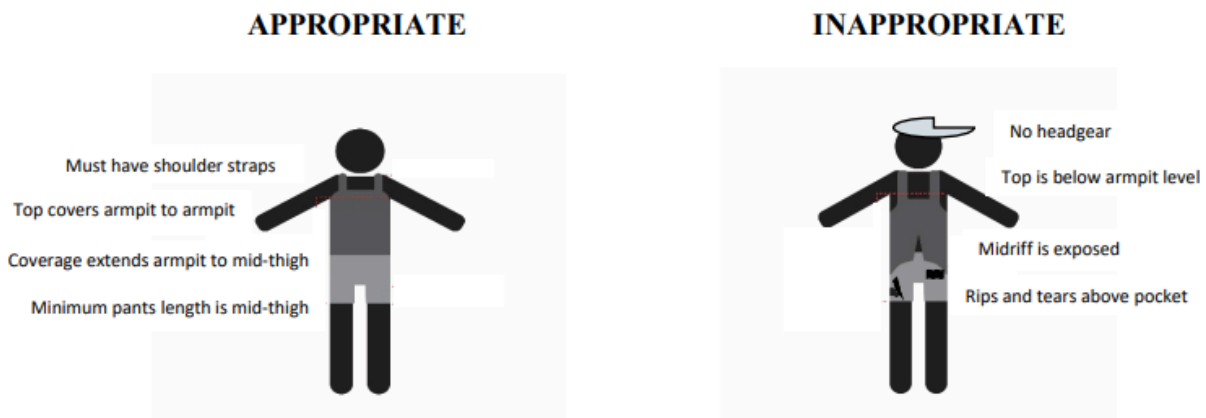 APPROPRIATE
INAPPROPRIATE
Must have shoulder straps
Top covers armpit to armpit
Coverage extends armpit to mid-thigh
Minimum pants length is mid-thigh
No headgear
Top is below armpit level
Midriff is exposed
Rips and tears above pocket